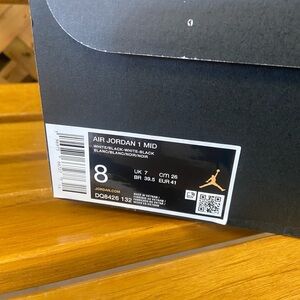 AIR JORDAN 1 MID
WHITE/BLACK-WHITE-BLACK
BLANC/BLANC/NOIR/NOIR
8
UK 7 cm 26
BR 39.5 EUR 41
JORDAN.COM
DQ8426 132